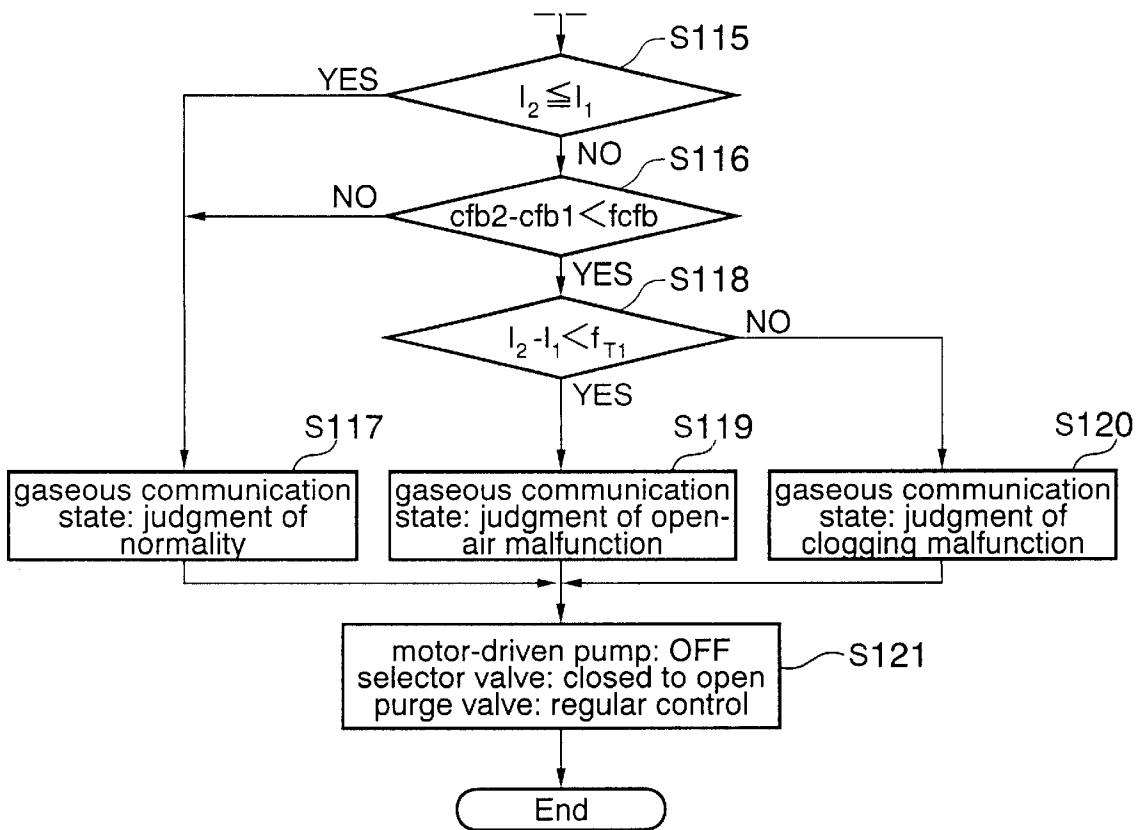 S115
YES
I₂≦I₁
NO
S116
NO
cfb2-cfb1<fcfb
YES
S118
I₂-I₁<f_T1
NO
YES
S117
S119
S120
gaseous communication
state: judgment of
normality
gaseous communication
state: judgment of open-
air malfunction
gaseous communication
state: judgment of
clogging malfunction
motor-driven pump: OFF
selector valve: closed to open
purge valve: regular control
S121
End